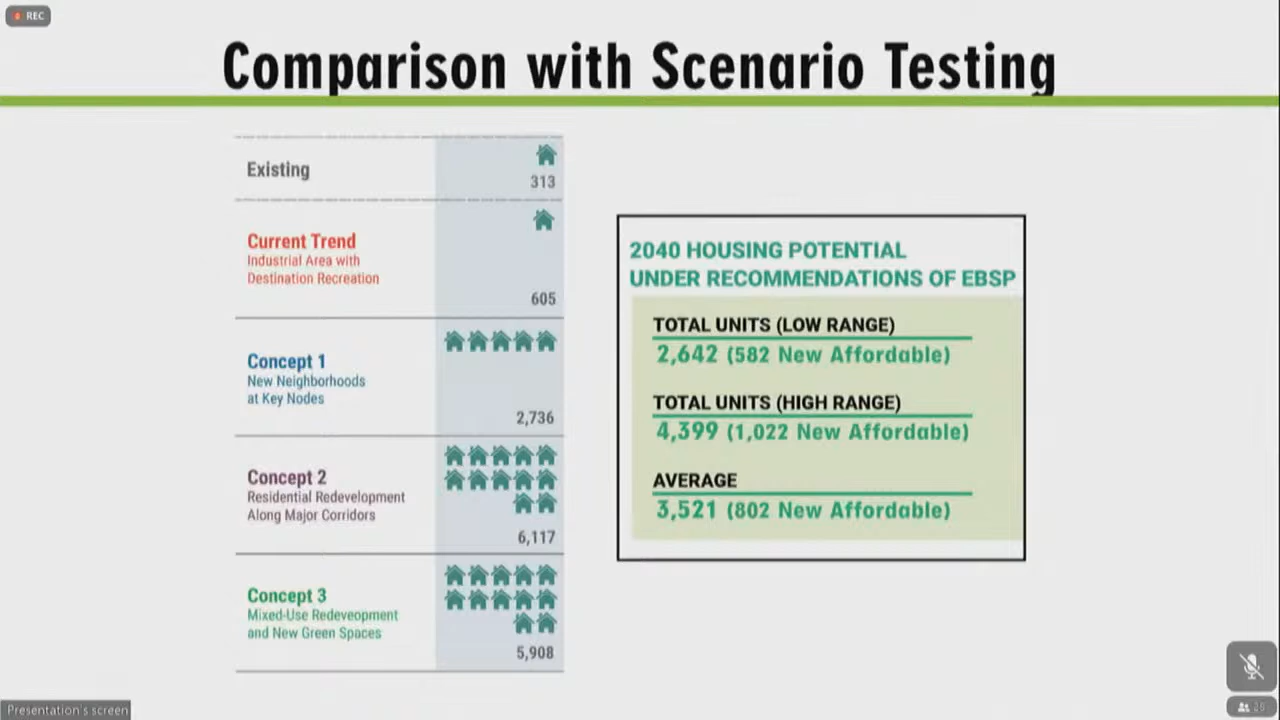 REC
Comparison with Scenario Testing
Existing
313
Current Trend
Industrial Area with
Destination Recreation
605
Concept 1
New Neighborhoods
at Key Nodes
2,736
Concept 2
Residential Redevelopment
Along Major Corridors
6,117
Concept 3
Mixed-Use Redeveopment
and New Green Spaces
5,908
2040 HOUSING POTENTIAL
UNDER RECOMMENDATIONS OF EBSP
TOTAL UNITS (LOW RANGE)
2,642 (582 New Affordable)
TOTAL UNITS (HIGH RANGE)
4,399 (1,022 New Affordable)
AVERAGE
3,521 (802 New Affordable)
Presentation's screen